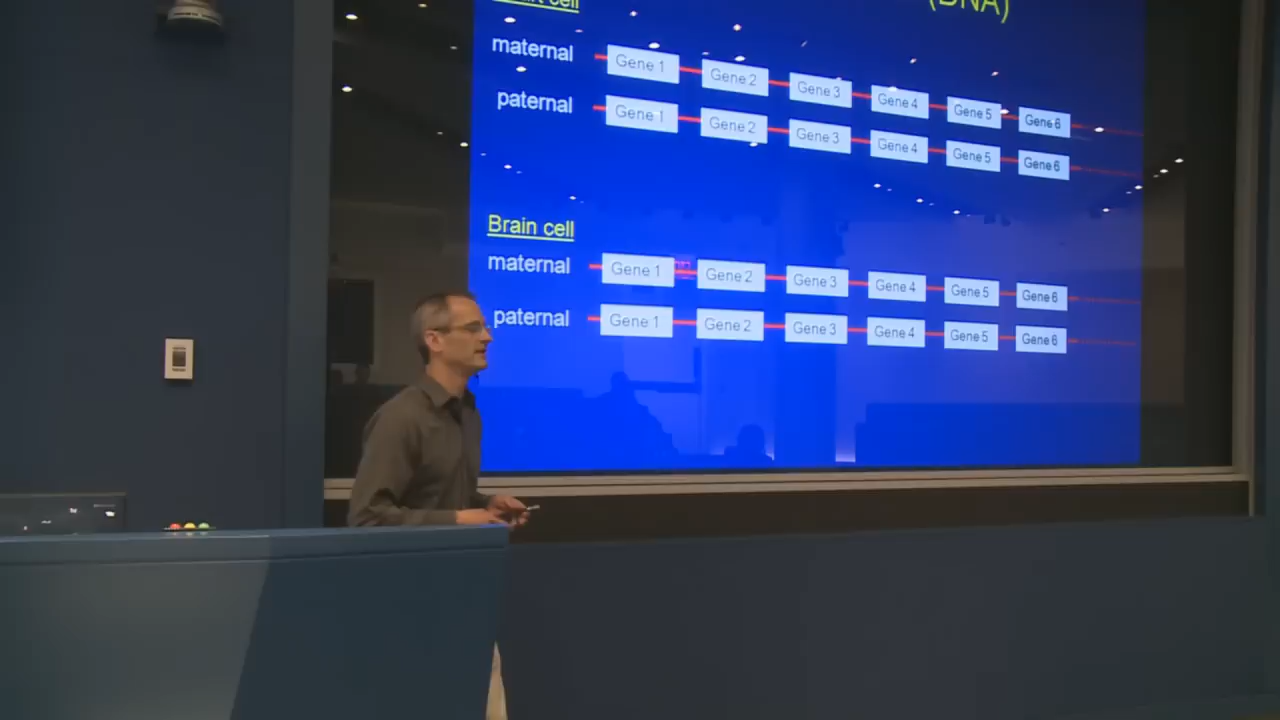 cell
(DNA)
maternal Gene 1 Gene 2 Gene 3 Gene 4 Gene 5 Gene 6
paternal Gene 1 Gene 2 Gene 3 Gene 4 Gene 5 Gene 6
Brain cell
maternal Gene 1 Gene 2 Gene 3 Gene 4 Gene 5 Gene 6
paternal Gene 1 Gene 2 Gene 3 Gene 4 Gene 5 Gene 6